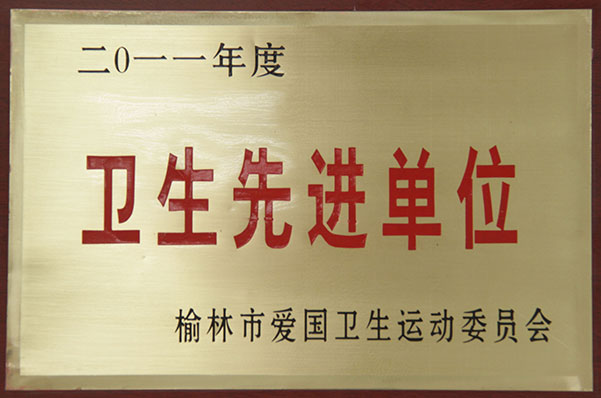 二〇一一年度
卫生先进单位
榆林市爱国卫生运动委员会